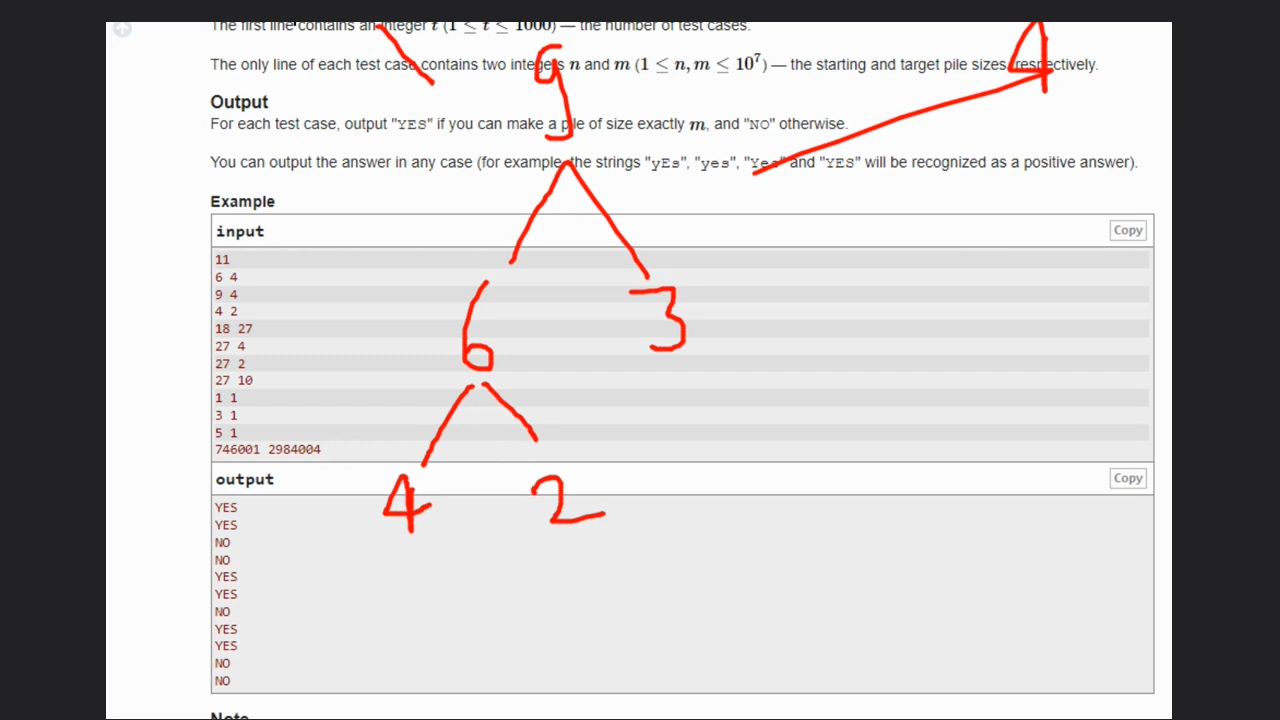 The first line contains an integer t (1 ≤ t ≤ 1000) — the number of test cases.
The only line of each test case contains two integers n and m (1 ≤ n, m ≤ 10^7) — the starting and target pile sizes, respectively.
Output
For each test case, output "YES" if you can make a pile of size exactly m, and "NO" otherwise.
You can output the answer in any case (for example, the strings "yEs", "yes", "Yes" and "YES" will be recognized as a positive answer).
Example
input
Copy
11
6 4
9 4
4 2
18 27
27 4
27 2
27 10
1 1
3 1
5 1
746001 2984004
output
Copy
YES
YES
NO
NO
YES
YES
NO
YES
YES
NO
NO
Note
9
4
6
3
4
2